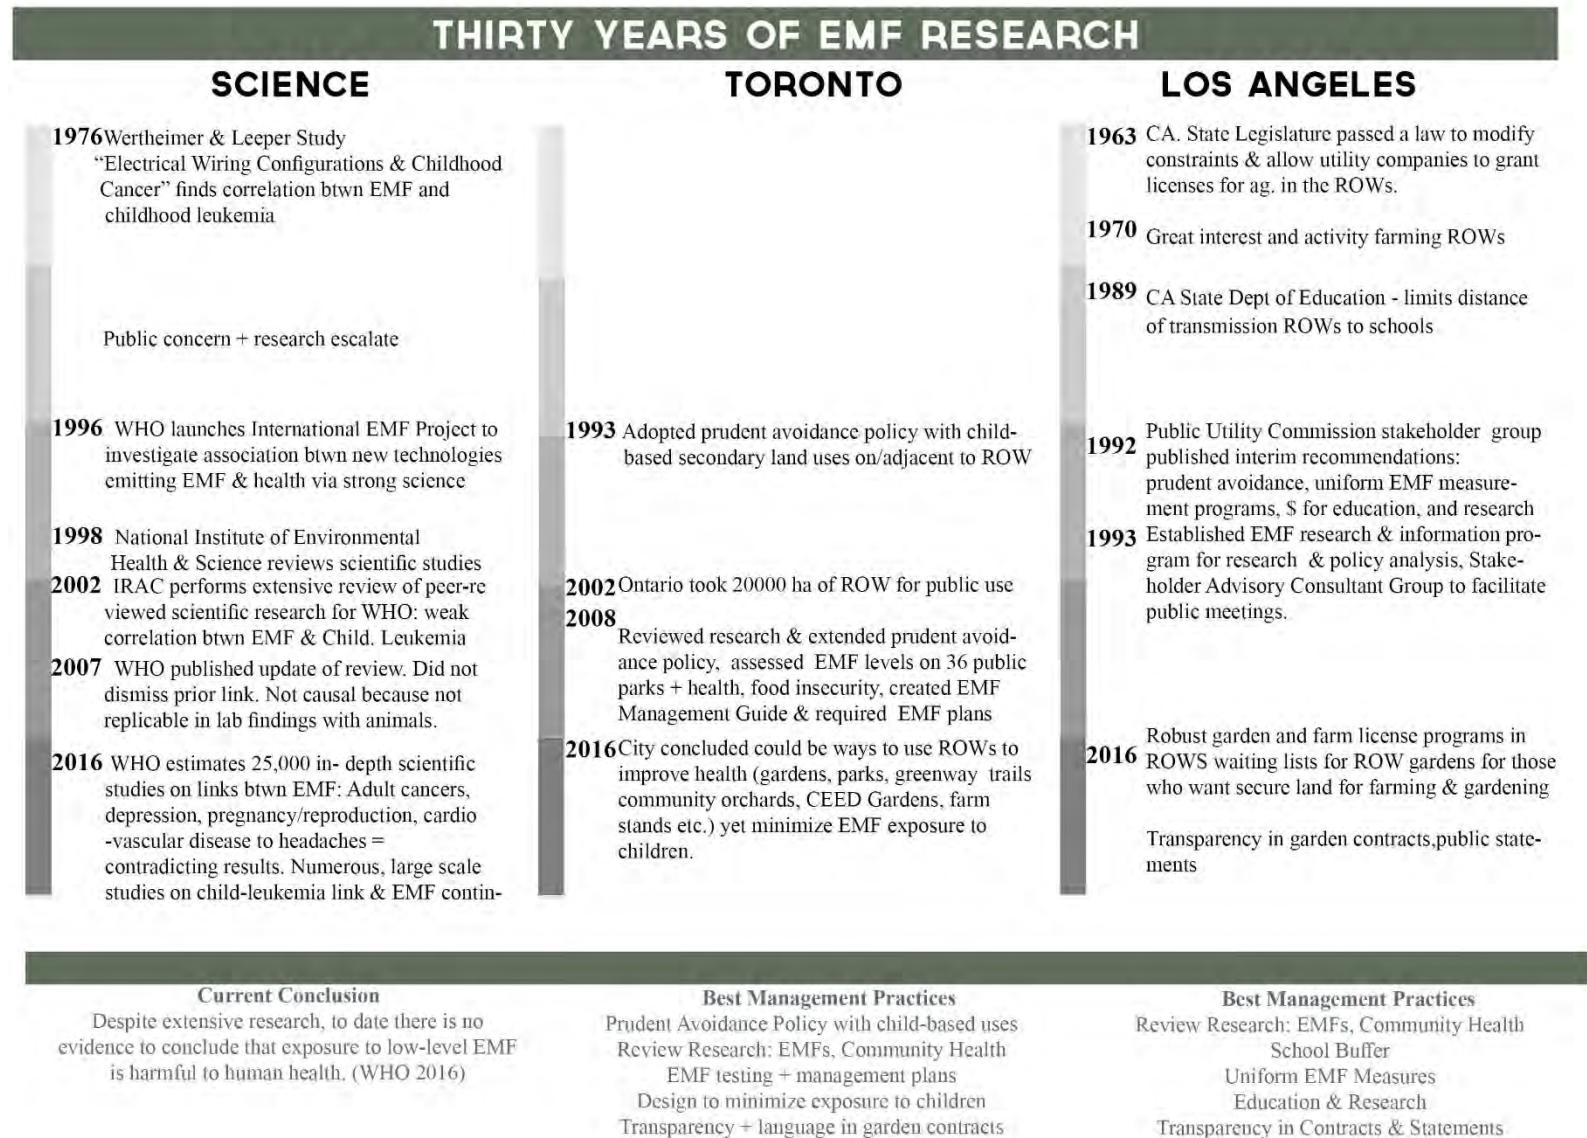 THIRTY YEARS OF EMF RESEARCH
SCIENCE
1976 Wertheimer & Leeper Study
"Electrical Wiring Configurations & Childhood
Cancer" finds correlation btwn EMF and
childhood leukemia
Public concern + research escalate
1996 WHO launches International EMF Project to
investigate association btwn new technologies
emitting EMF & health via strong science
1998 National Institute of Environmental
Health & Science reviews scientific studies
2002 IRAC performs extensive review of peer-re
viewed scientific research for WHO: weak
correlation btwn EMF & Child. Leukemia
2007 WHO published update of review. Did not
dismiss prior link. Not causal because not
replicable in lab findings with animals.
2016 WHO estimates 25,000 in- depth scientific
studies on links btwn EMF: Adult cancers,
depression, pregnancy/reproduction, cardio
-vascular disease to headaches =
contradicting results. Numerous, large scale
studies on child-leukemia link & EMF contin-
TORONTO
1993 Adopted prudent avoidance policy with child-
based secondary land uses on/adjacent to ROW
2002 Ontario took 20000 ha of ROW for public use
2008
Reviewed research & extended prudent avoid-
ance policy, assessed EMF levels on 36 public
parks + health, food insecurity, created EMF
Management Guide & required EMF plans
2016 City concluded could be ways to use ROWs to
improve health (gardens, parks, greenway trails
community orchards, CEED Gardens, farm
stands etc.) yet minimize EMF exposure to
children.
LOS ANGELES
1963 CA. State Legislature passed a law to modify
constraints & allow utility companies to grant
licenses for ag. in the ROWs.
1970 Great interest and activity farming ROWs
1989 CA State Dept of Education - limits distance
of transmission ROWs to schools
1992 Public Utility Commission stakeholder group
published interim recommendations:
prudent avoidance, uniform EMF measure-
ment programs, $ for education, and research
1993 Established EMF research & information pro-
gram for research & policy analysis, Stake-
holder Advisory Consultant Group to facilitate
public meetings.
2016 Robust garden and farm license programs in
ROWS waiting lists for ROW gardens for those
who want secure land for farming & gardening
Transparency in garden contracts,public state-
ments
Current Conclusion
Despite extensive research, to date there is no
evidence to conclude that exposure to low-level EMF
is harmful to human health. (WHO 2016)
Best Management Practices
Prudent Avoidance Policy with child-based uses
Review Research: EMFs, Community Health
EMF testing + management plans
Design to minimize exposure to children
Transparency + language in garden contracts
Best Management Practices
Review Research: EMFs, Community Health
School Buffer
Uniform EMF Measures
Education & Research
Transparency in Contracts & Statements